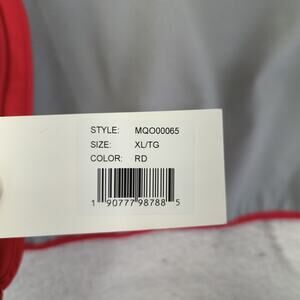 STYLE: MQO00065
SIZE: XL/TG
COLOR: RD
1 90777 98788 5